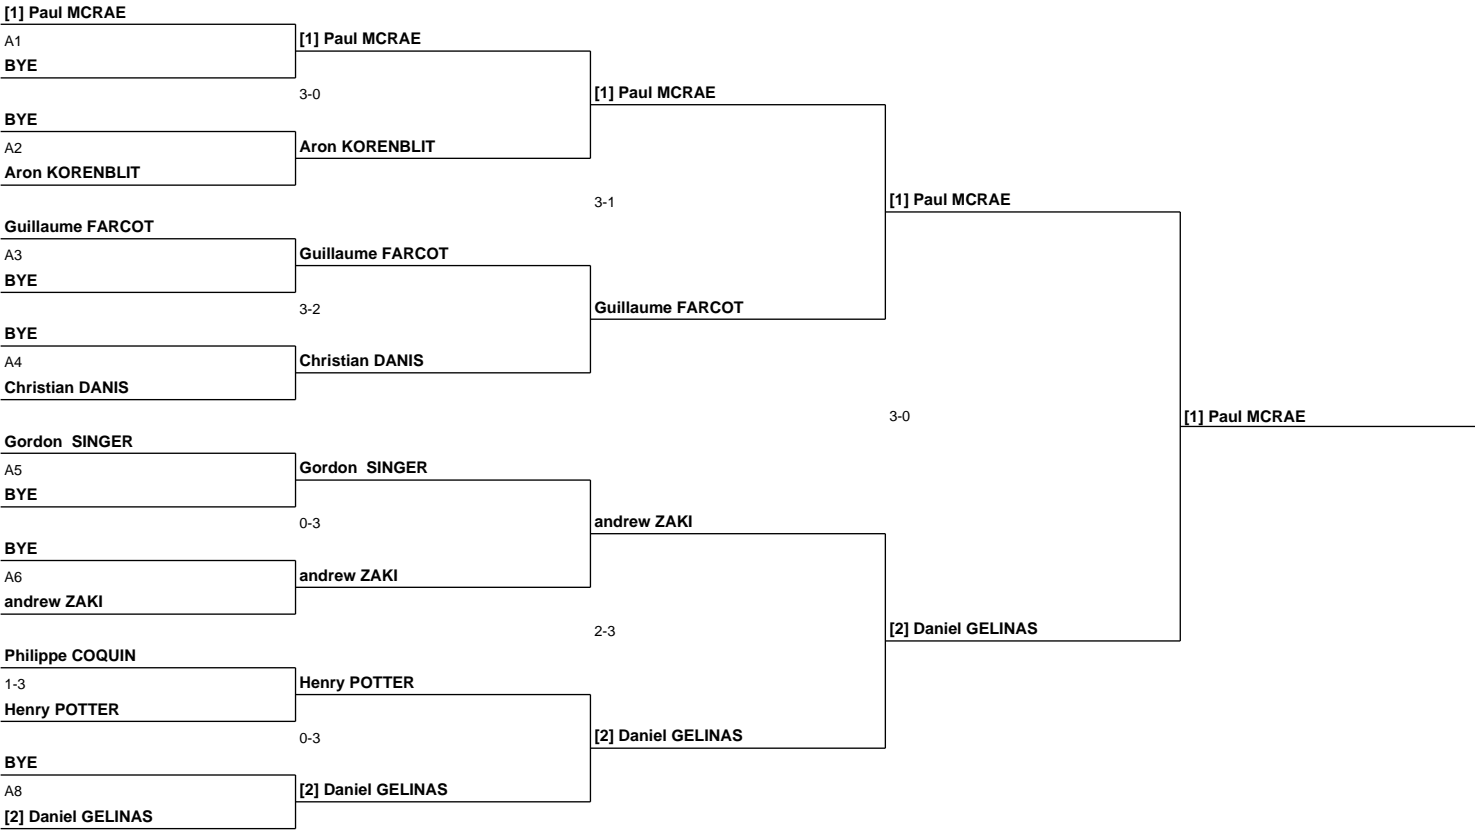 [1] Paul MCRAE
A1
BYE
BYE
A2
Aron KORENBLIT
Guillaume FARCOT
A3
BYE
BYE
A4
Christian DANIS
Gordon  SINGER
A5
BYE
BYE
A6
andrew ZAKI
Philippe COQUIN
1-3
Henry POTTER
BYE
A8
[2] Daniel GELINAS
[1] Paul MCRAE
3-0
Aron KORENBLIT
Guillaume FARCOT
3-2
Christian DANIS
Gordon  SINGER
0-3
andrew ZAKI
Henry POTTER
0-3
[2] Daniel GELINAS
[1] Paul MCRAE
3-1
Guillaume FARCOT
andrew ZAKI
2-3
[2] Daniel GELINAS
[1] Paul MCRAE
3-0
[2] Daniel GELINAS
[1] Paul MCRAE